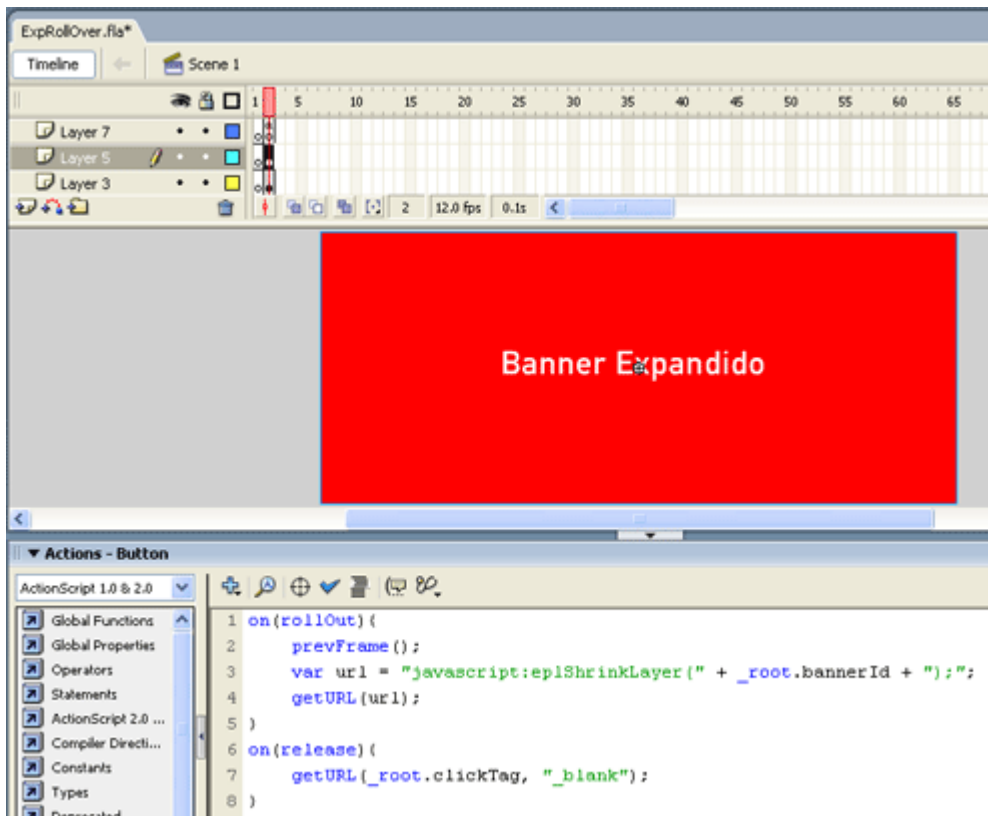 ExpRollOver.fla*
Timeline
Scene 1
1 5 10 15 20 25 30 35 40 45 50 55 60 65
Layer 7
Layer 5
Layer 3
2 12.0 fps 0.1s
Banner Expandido
Actions - Button
ActionScript 1.0 & 2.0
Global Functions
Global Properties
Operators
Statements
ActionScript 2.0 ...
Compiler Directi...
Constants
Types
Deprecated
1 on(rollOut){
2 prevFrame();
3 var url = "javascript:eplShrinkLayer(" + _root.bannerId + ");";
4 getURL(url);
5 }
6 on(release){
7 getURL(_root.clickTag, "_blank");
8 }